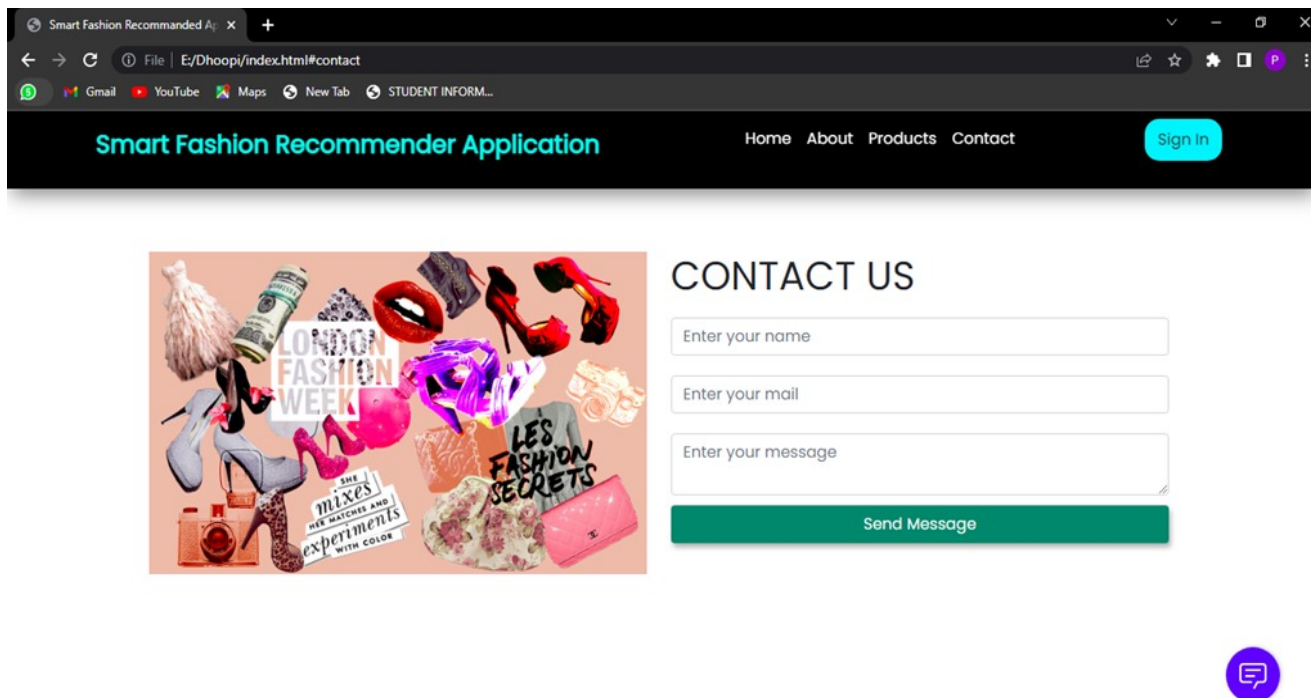 Smart Fashion Recommanded Ap
File | E:/Dhoopi/index.html#contact
P
5 Gmail YouTube Maps New Tab STUDENT INFORM...
Smart Fashion Recommender Application
Home About Products Contact
Sign In
LONDON
FASHION
WEEK
LES
FASHION
SECRETS
SHE
mixes
HER MATCHES AND
experiments
WITH COLOR
CONTACT US
Enter your name
Enter your mail
Enter your message
Send Message